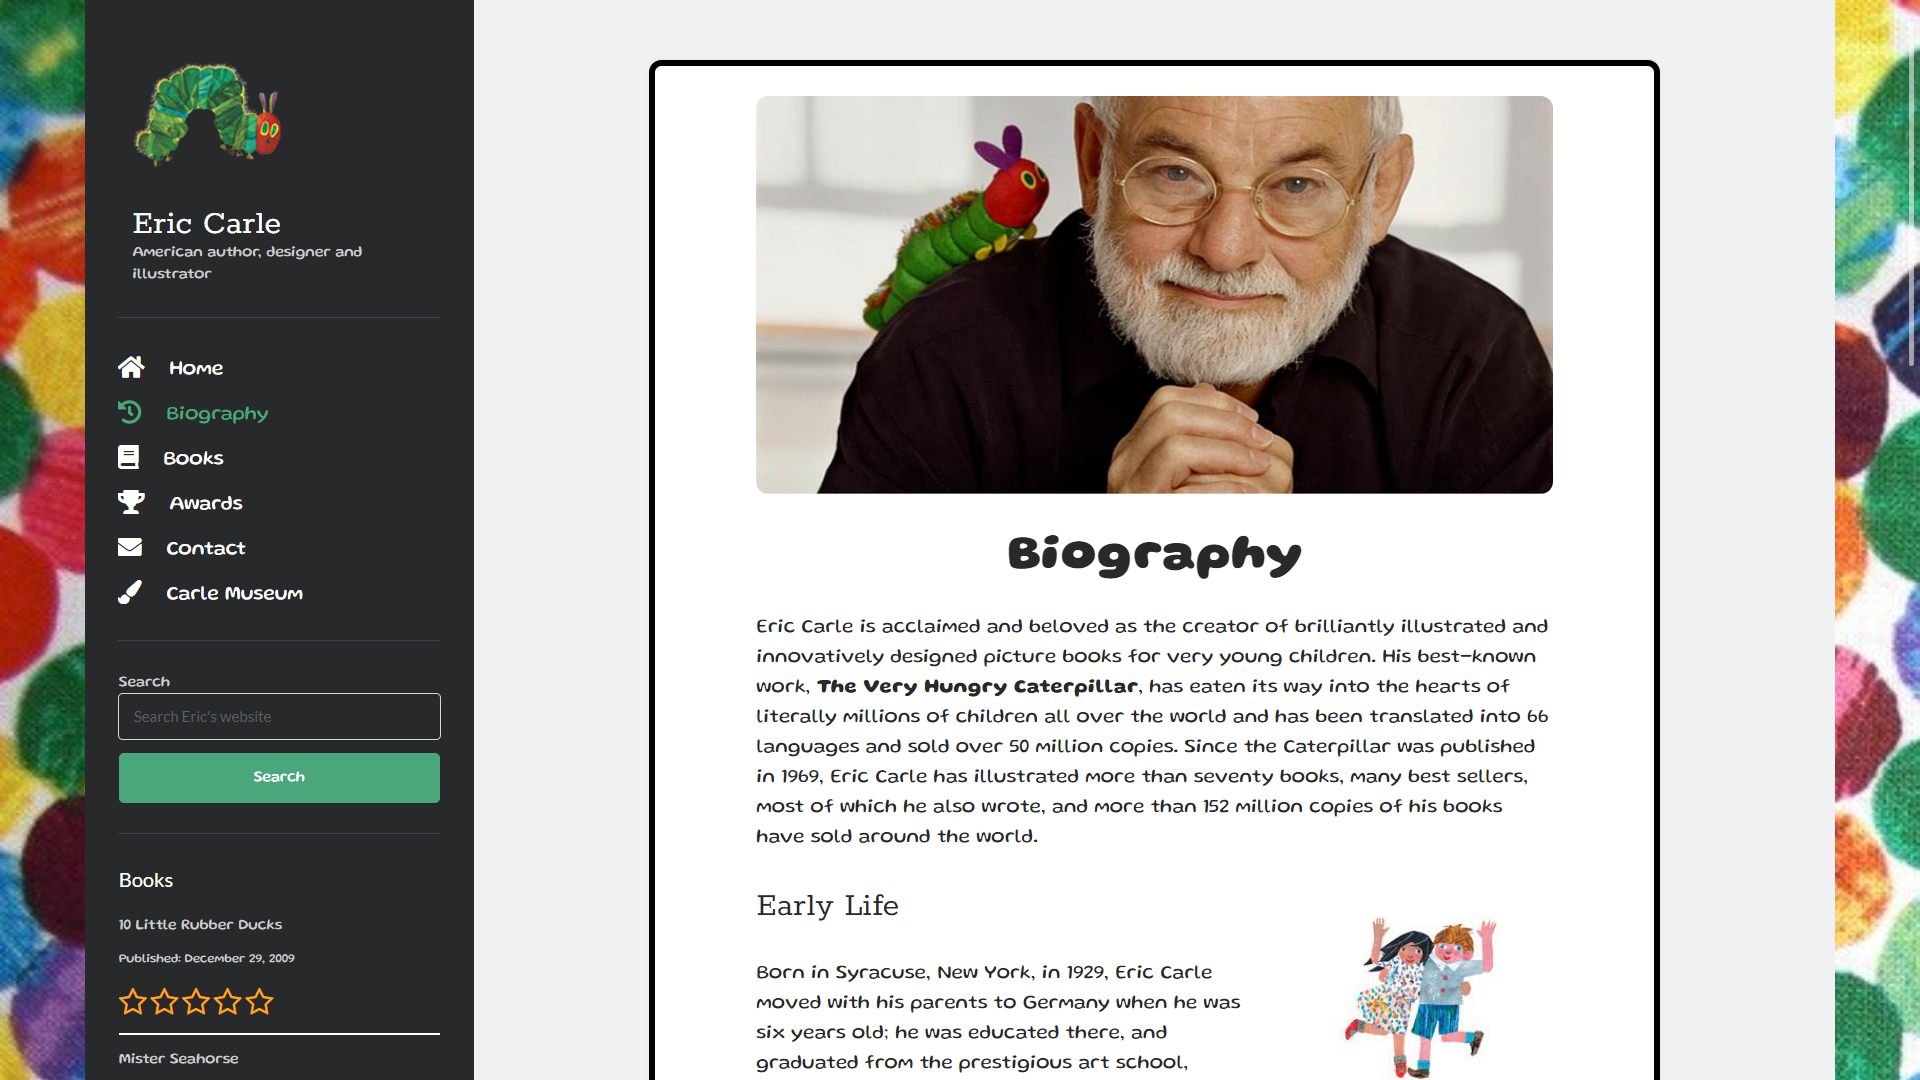 Eric Carle
American author, designer and
illustrator
Home
Biography
Books
Awards
Contact
Carle Museum
Search
Search Eric's website
Search
Books
10 Little Rubber Ducks
Published: December 29, 2009
Mister Seahorse
Biography
Eric Carle is acclaimed and beloved as the creator of brilliantly illustrated and
innovatively designed picture books for very young children. His best-known
work, The Very Hungry Caterpillar, has eaten its way into the hearts of
literally millions of children all over the world and has been translated into 66
languages and sold over 50 million copies. Since the Caterpillar was published
in 1969, Eric Carle has illustrated more than seventy books, many best sellers,
most of which he also wrote, and more than 152 million copies of his books
have sold around the world.
Early Life
Born in Syracuse, New York, in 1929, Eric Carle
moved with his parents to Germany when he was
six years old; he was educated there, and
graduated from the prestigious art school,